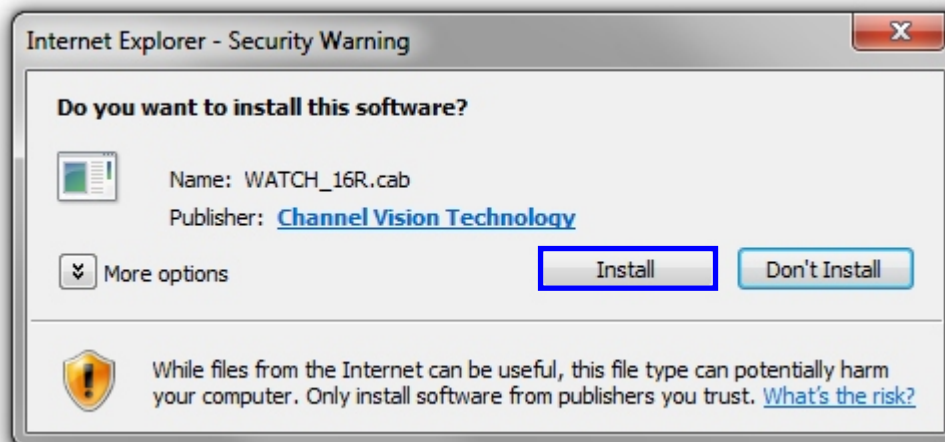 Internet Explorer - Security Warning
Do you want to install this software?
Name: WATCH_16R.cab
Publisher: Channel Vision Technology
More options
Install
Don't Install
While files from the Internet can be useful, this file type can potentially harm
your computer. Only install software from publishers you trust. What's the risk?